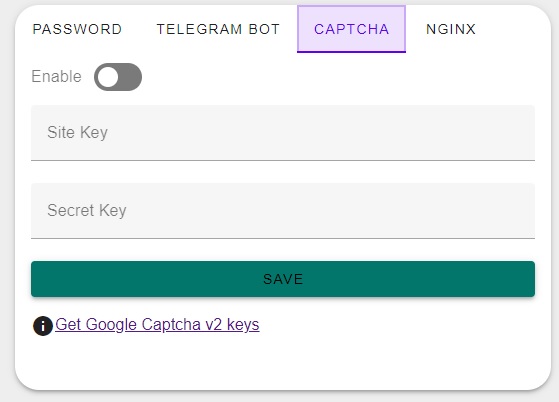 PASSWORD TELEGRAM BOT CAPTCHA NGINX
Enable
Site Key
Secret Key
SAVE
Get Google Captcha v2 keys